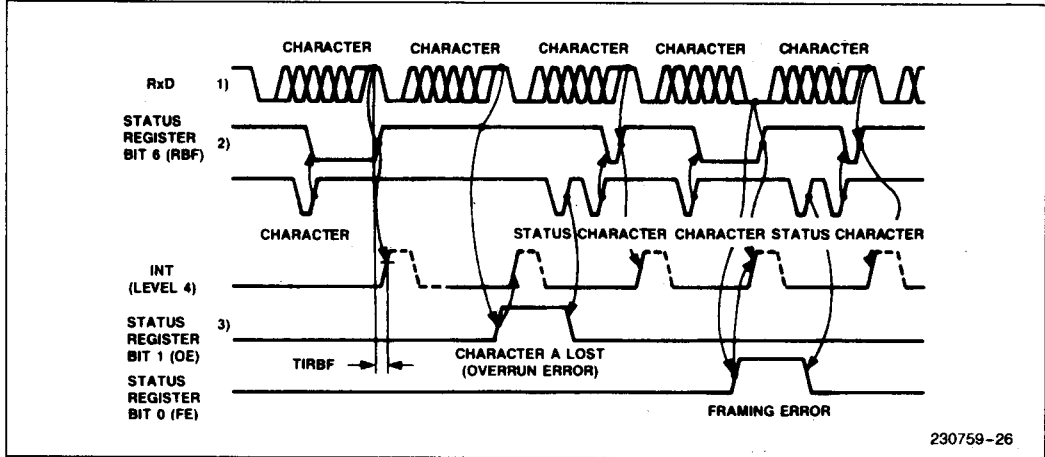 CHARACTER CHARACTER CHARACTER CHARACTER CHARACTER
RxD 1)
STATUS
REGISTER 2)
BIT 6 (RBF)
CHARACTER STATUS CHARACTER CHARACTER STATUS CHARACTER
INT
(LEVEL 4)
STATUS 3)
REGISTER
BIT 1 (OE)
TIRBF
CHARACTER A LOST
(OVERRUN ERROR)
STATUS
REGISTER
BIT 0 (FE)
FRAMING ERROR
230759-26